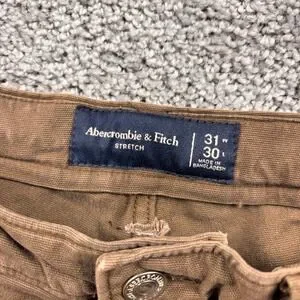 Abercrombie & Fitch
STRETCH
31 W
30 L
MADE IN
BANGLADESH